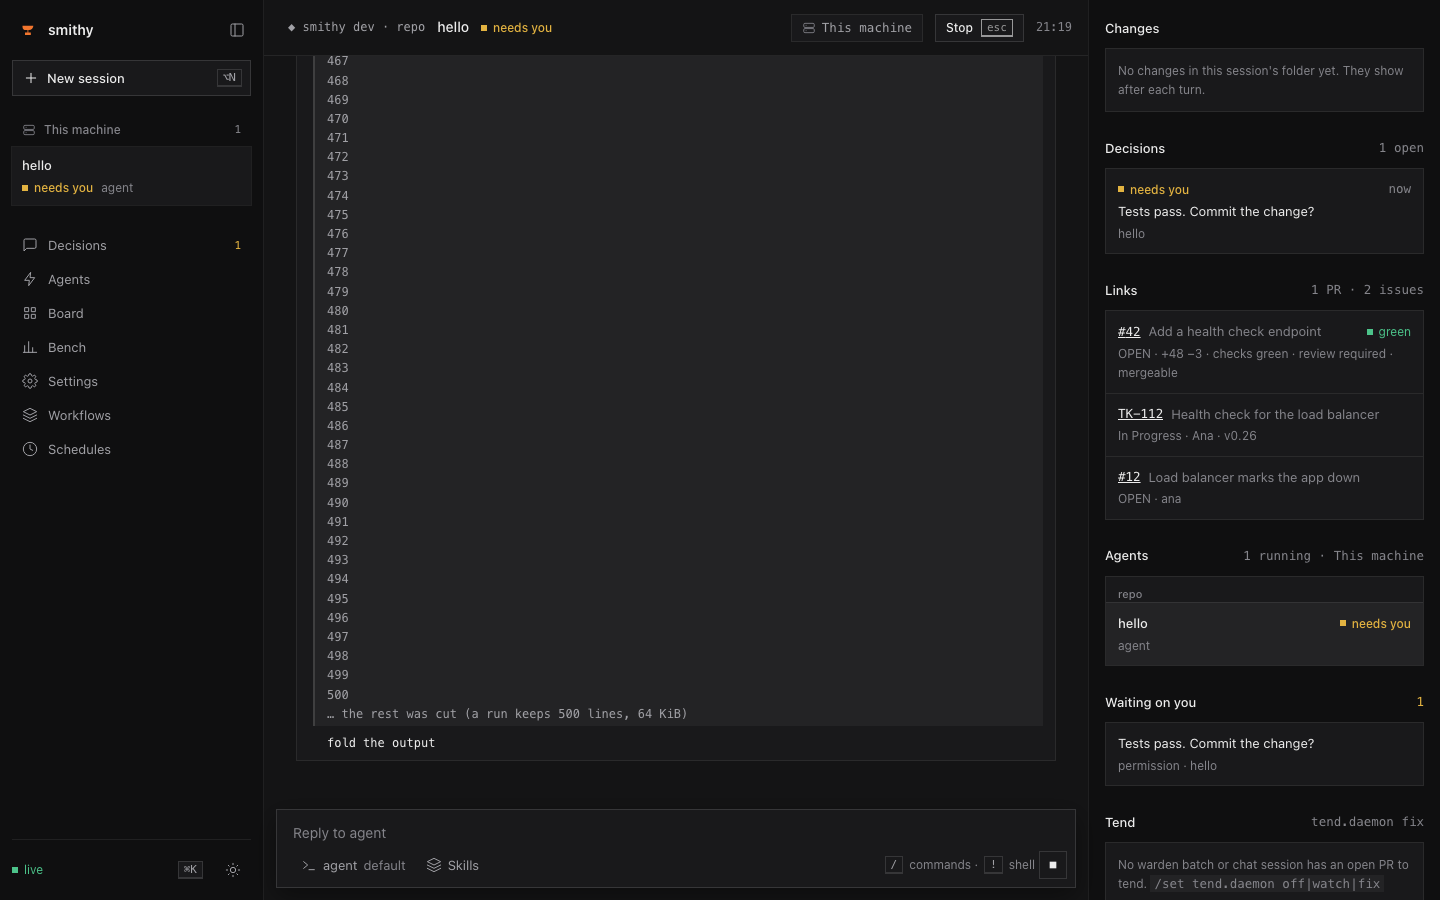 smithy
New session ⌥N
This machine 1
hello
needs you agent
Decisions 1
Agents
Board
Bench
Settings
Workflows
Schedules
live ⌘K
◆ smithy dev · repo hello needs you This machine Stop esc 21:19
467
468
469
470
471
472
473
474
475
476
477
478
479
480
481
482
483
484
485
486
487
488
489
490
491
492
493
494
495
496
497
498
499
500
… the rest was cut (a run keeps 500 lines, 64 KiB)
fold the output
Reply to agent
agent default Skills / commands · ! shell
Changes
No changes in this session's folder yet. They show
after each turn.
Decisions 1 open
needs you now
Tests pass. Commit the change?
hello
Links 1 PR · 2 issues
#42 Add a health check endpoint green
OPEN · +48 −3 · checks green · review required ·
mergeable
TK-112 Health check for the load balancer
In Progress · Ana · v0.26
#12 Load balancer marks the app down
OPEN · ana
Agents 1 running · This machine
repo
hello needs you
agent
Waiting on you 1
Tests pass. Commit the change?
permission · hello
Tend tend.daemon fix
No warden batch or chat session has an open PR to
tend. /set tend.daemon off|watch|fix